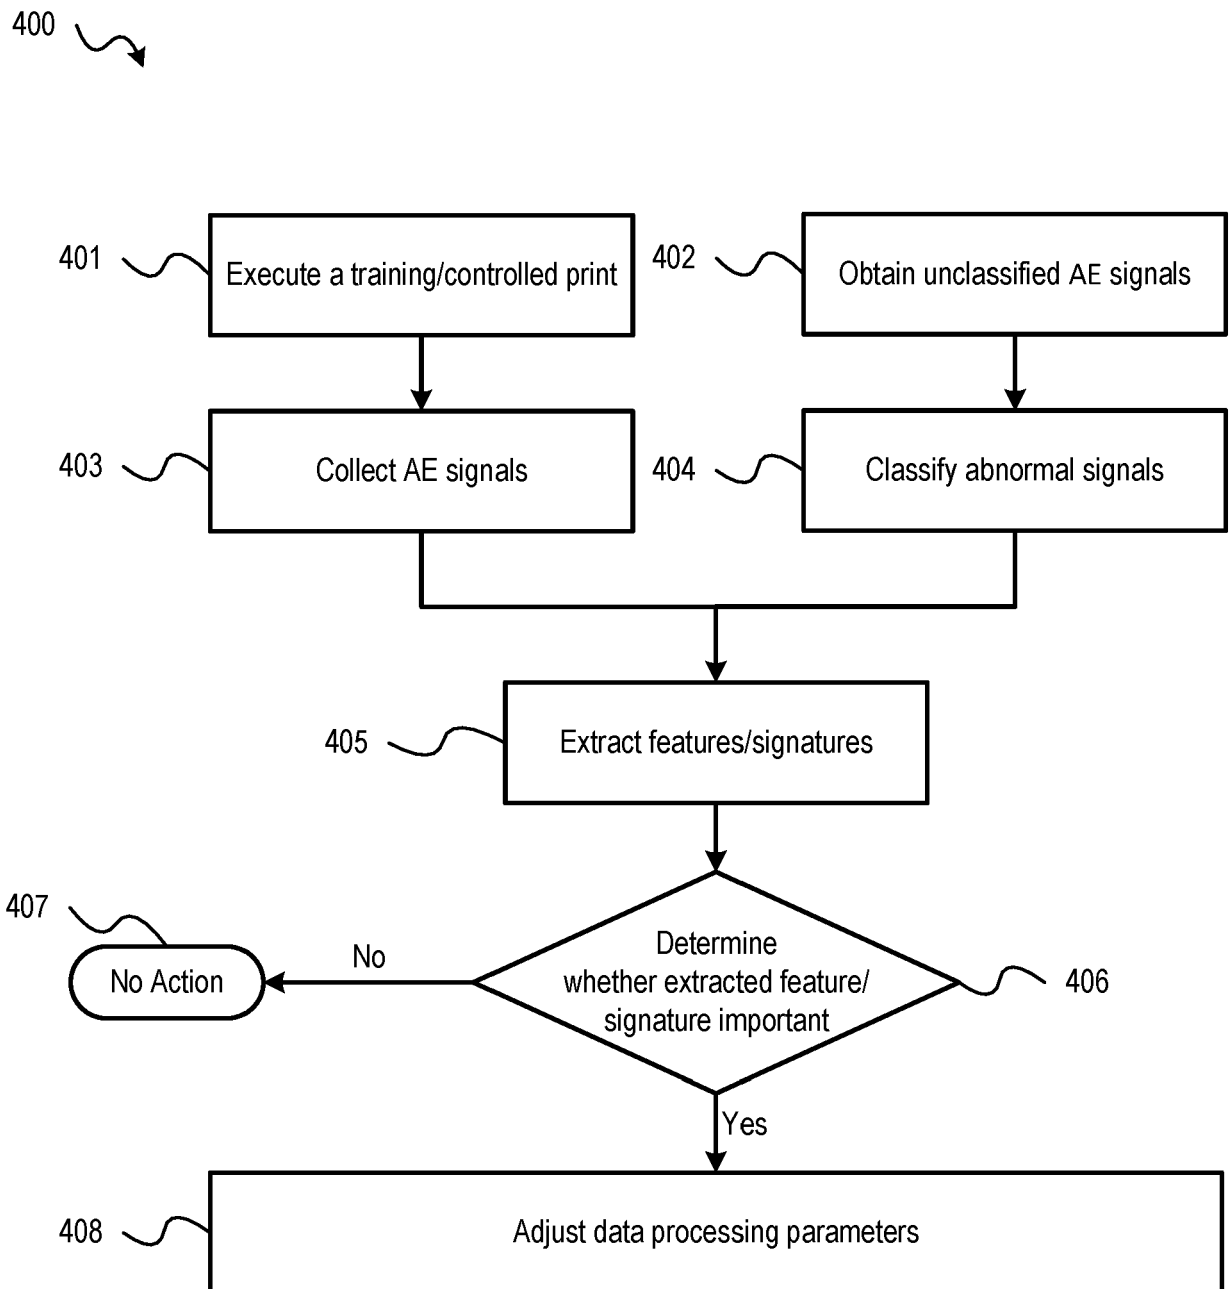 400
401
Execute a training/controlled print
402
Obtain unclassified AE signals
403
Collect AE signals
404
Classify abnormal signals
405
Extract features/signatures
407
No Action
No
Determine
whether extracted feature/
signature important
406
Yes
408
Adjust data processing parameters